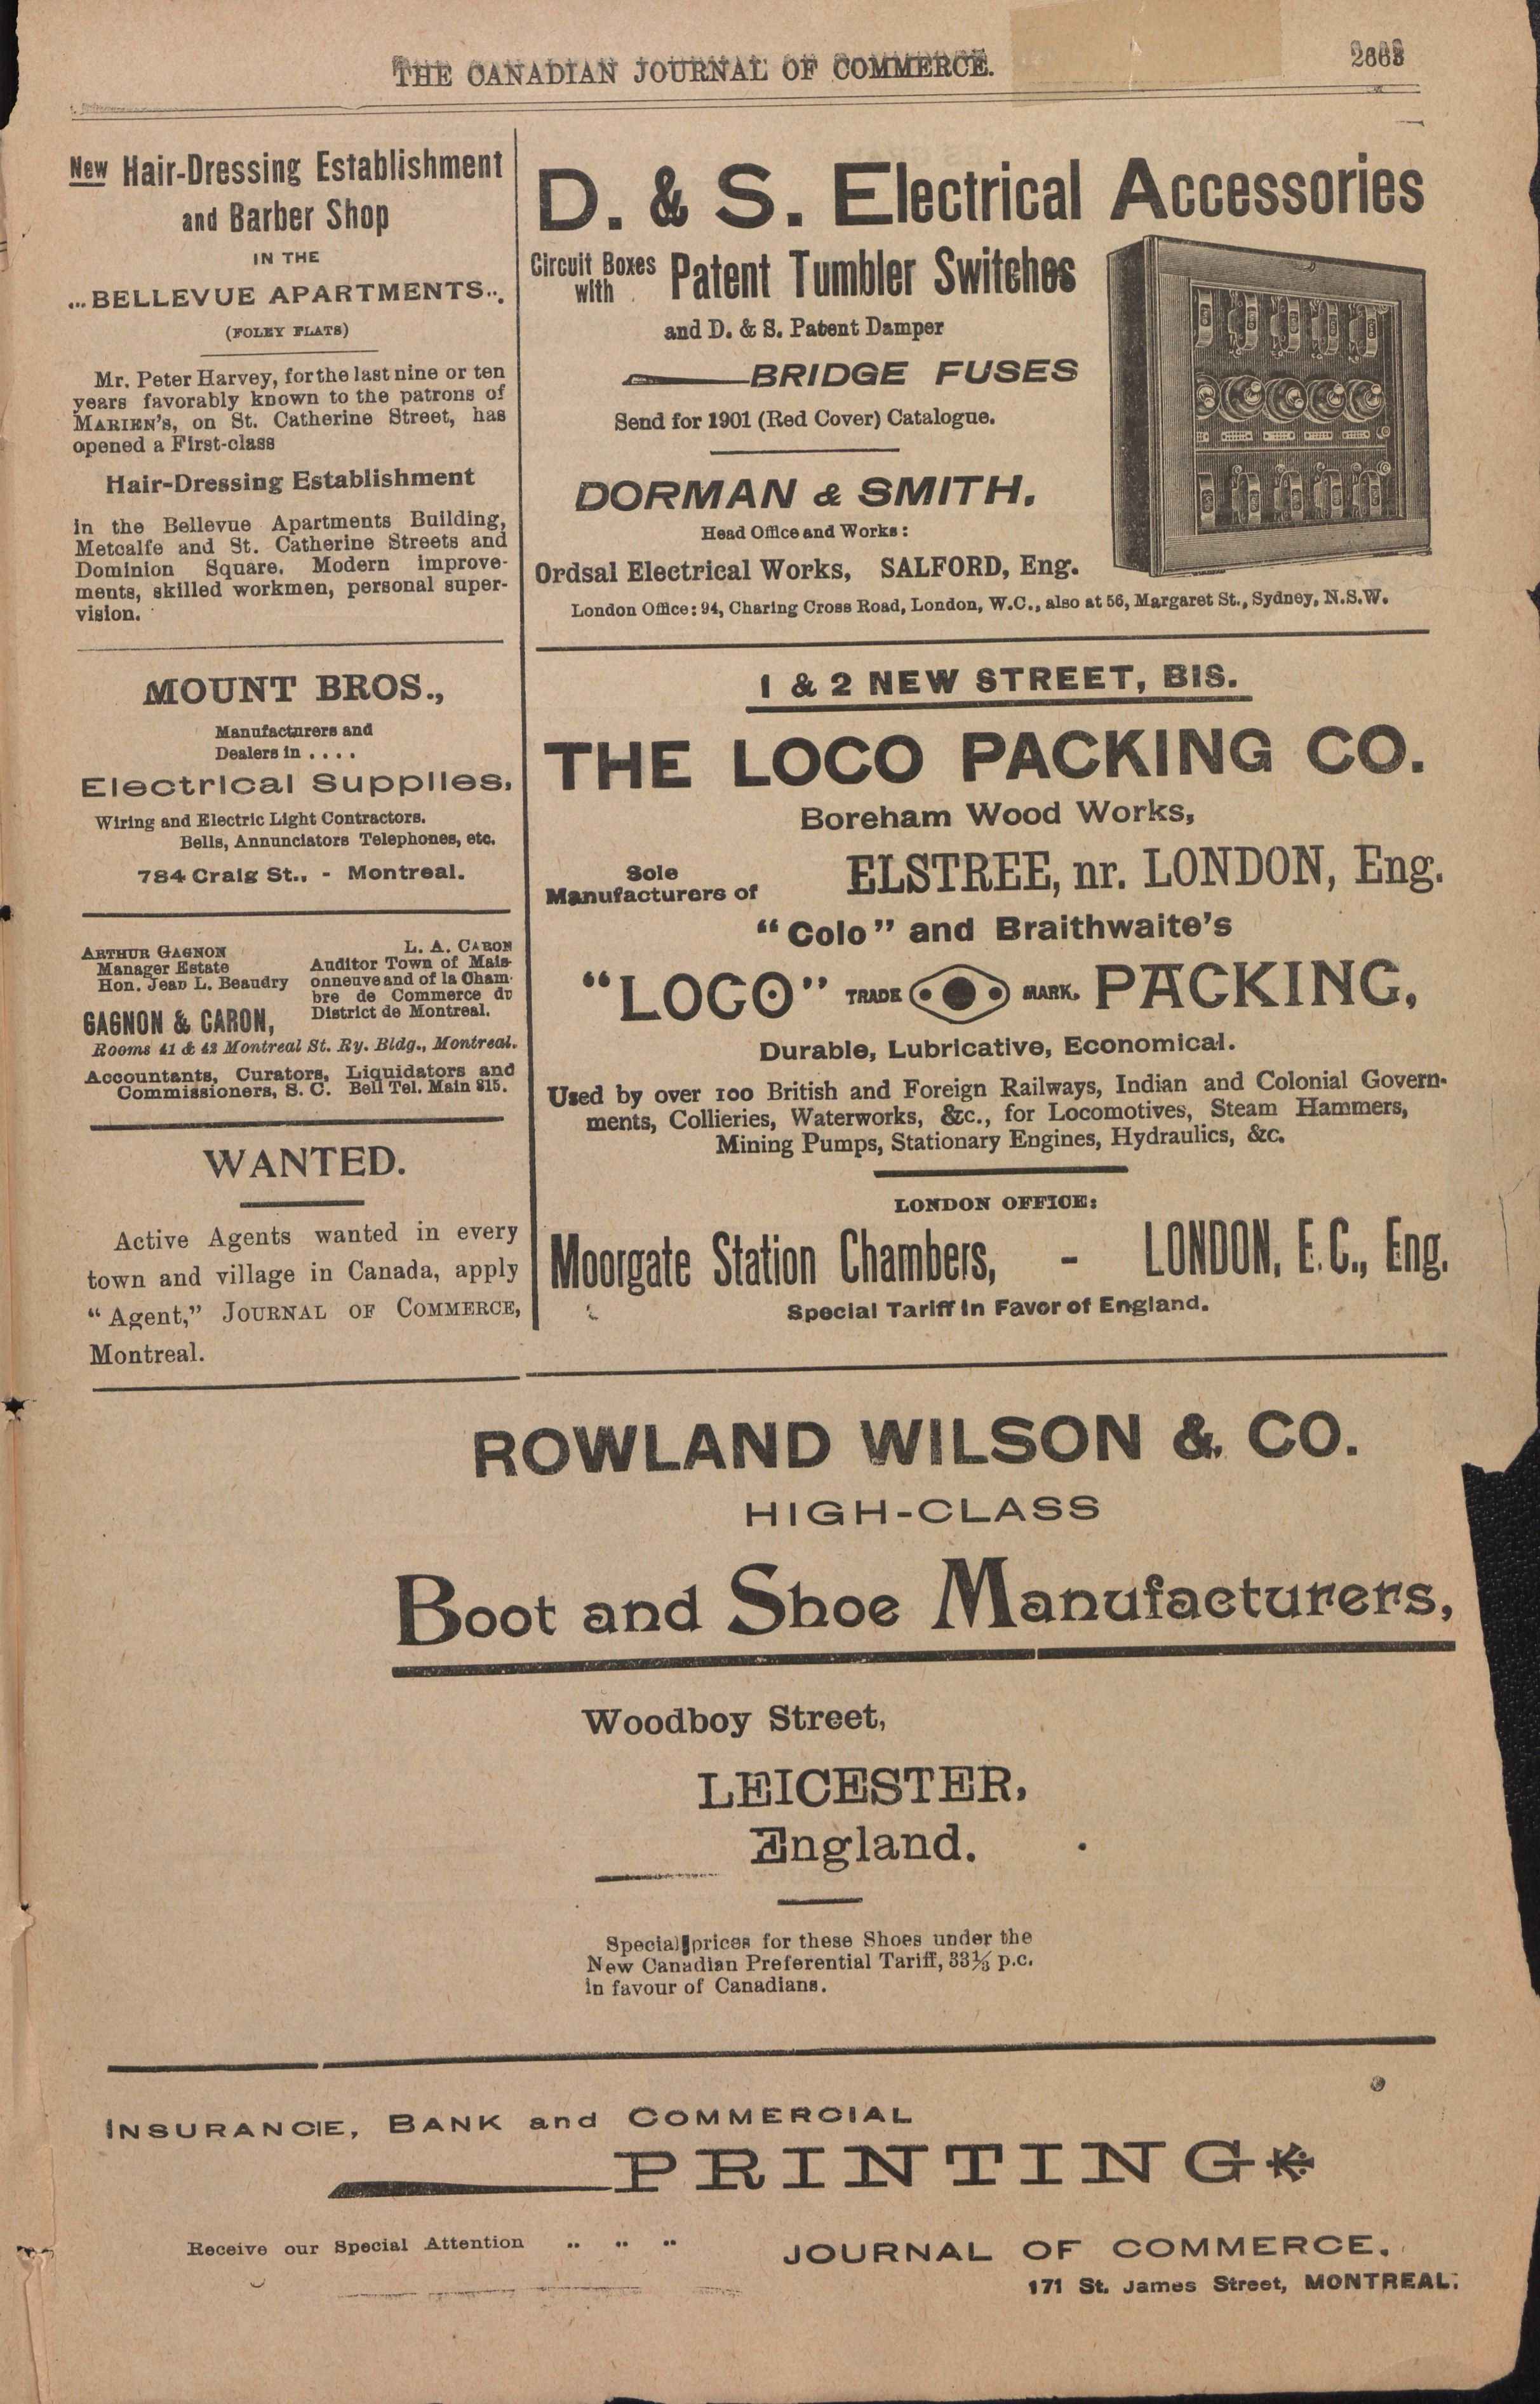 THE CANADIAN JOURNAL OF COMMERCE.
New Hair-Dressing Establishment
and Barber Shop
IN THE
...BELLEVUE APARTMENTS...
(FOLEY FLATS)
Mr. Peter Harvey, for the last nine or ten
years favorably known to the patrons of
MARIEN'S, on St. Catherine Street, has
opened a First-class
Hair-Dressing Establishment
in the Bellevue Apartments Building,
Metcalfe and St. Catherine Streets and
Dominion Square. Modern improve-
ments, skilled workmen, personal super-
vision.
MOUNT BROS.,
Manufacturers and
Dealers in ....
Electrical Supplies,
Wiring and Electric Light Contractors.
Bells, Annunciators Telephones, etc.
784 Craig St., - Montreal.
ARTHUR GAGNON
Manager Estate
Hon. Jean L. Beaudry
L. A. CARON
Auditor Town of Mais-
onneuve and of la Cham-
bre de Commerce du
District de Montreal.
GAGNON & CARON,
Rooms 41 & 42 Montreal St. Ry. Bldg., Montreal.
Accountants, Curators, Liquidators and
Commissioners, S. C. Bell Tel. Main 815.
WANTED.
Active Agents wanted in every
town and village in Canada, apply
"Agent," JOURNAL OF COMMERCE,
Montreal.
D. & S. Electrical Accessories
Circuit Boxes
with
Patent Tumbler Switches
and D. & S. Patent Damper
BRIDGE FUSES
Send for 1901 (Red Cover) Catalogue.
DORMAN & SMITH.
Head Office and Works:
Ordsal Electrical Works, SALFORD, Eng.
London Office: 94, Charing Cross Road, London, W.C., also at 56, Margaret St., Sydney, N.S.W.
1 & 2 NEW STREET, BIS.
THE LOCO PACKING CO.
Boreham Wood Works,
ELSTREE, nr. LONDON, Eng.
Sole
Manufacturers of
"Colo" and Braithwaite's
"LOCO" TRADE MARK. PACKING,
Durable, Lubricative, Economical.
Used by over 100 British and Foreign Railways, Indian and Colonial Govern-
ments, Collieries, Waterworks, &c., for Locomotives, Steam Hammers,
Mining Pumps, Stationary Engines, Hydraulics, &c.
LONDON OFFICE:
Moorgate Station Chambers, - LONDON, E.C., Eng.
Special Tariff in Favor of England.
ROWLAND WILSON & CO.
HIGH-CLASS
Boot and Shoe Manufacturers,
Woodboy Street,
LEICESTER,
England.
Special prices for these Shoes under the
New Canadian Preferential Tariff, 33⅓ p.c.
in favour of Canadians.
INSURANCE, BANK and COMMERCIAL
PRINTING
Receive our Special Attention .. .. ..
JOURNAL OF COMMERCE.
171 St. James Street, MONTREAL.